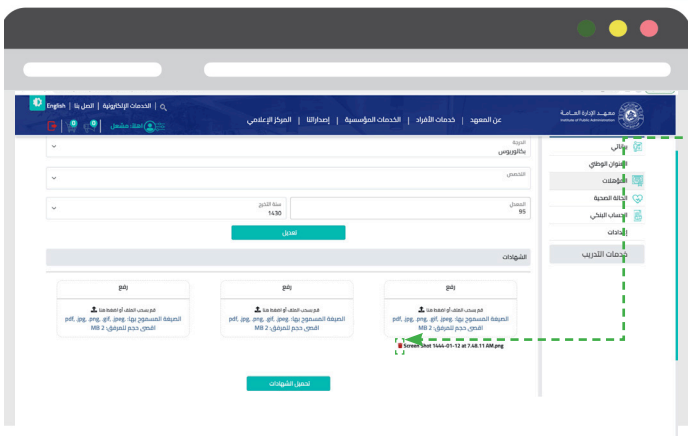 English | اتصل بنا | الخدمات الإلكترونية
اهلا، مشعل
عن المعهد | خدمات الأفراد | الخدمات المؤسسية | إصداراتنا | المركز الإعلامي
معهد الإدارة العامة
Institute of Public Administration
بياناتي
العنوان الوطني
المؤهلات
الحالة الصحية
الحساب البنكي
إعدادات
خدمات التدريب
الدرجة
بكالوريوس
التخصص
المعدل
95
سنة التخرج
1430
تعديل
الشهادات
رفع
قم بسحب الملف أو اضغط هنا
الصيغة المسموح بها: pdf, .jpg, .png, .gif, .jpeg
اقصى حجم للمرفق: 2 MB
Screen Shot 1444-01-12 at 7.48.11 AM.png
رفع
قم بسحب الملف أو اضغط هنا
الصيغة المسموح بها: pdf, .jpg, .png, .gif, .jpeg
اقصى حجم للمرفق: 2 MB
رفع
قم بسحب الملف أو اضغط هنا
الصيغة المسموح بها: pdf, .jpg, .png, .gif, .jpeg
اقصى حجم للمرفق: 2 MB
تحميل الشهادات